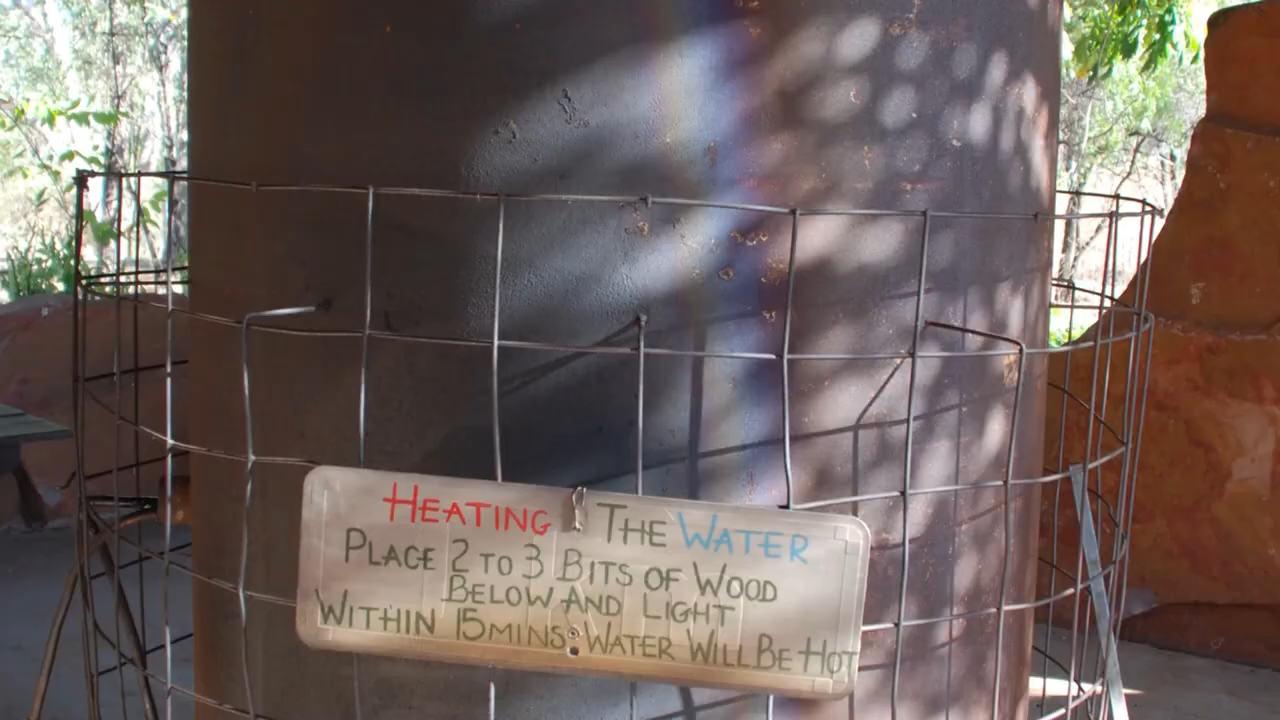 HEATING THE WATER
PLACE 2 TO 3 BITS OF WOOD
BELOW AND LIGHT
WITHIN 15MINS WATER WILL BE HOT